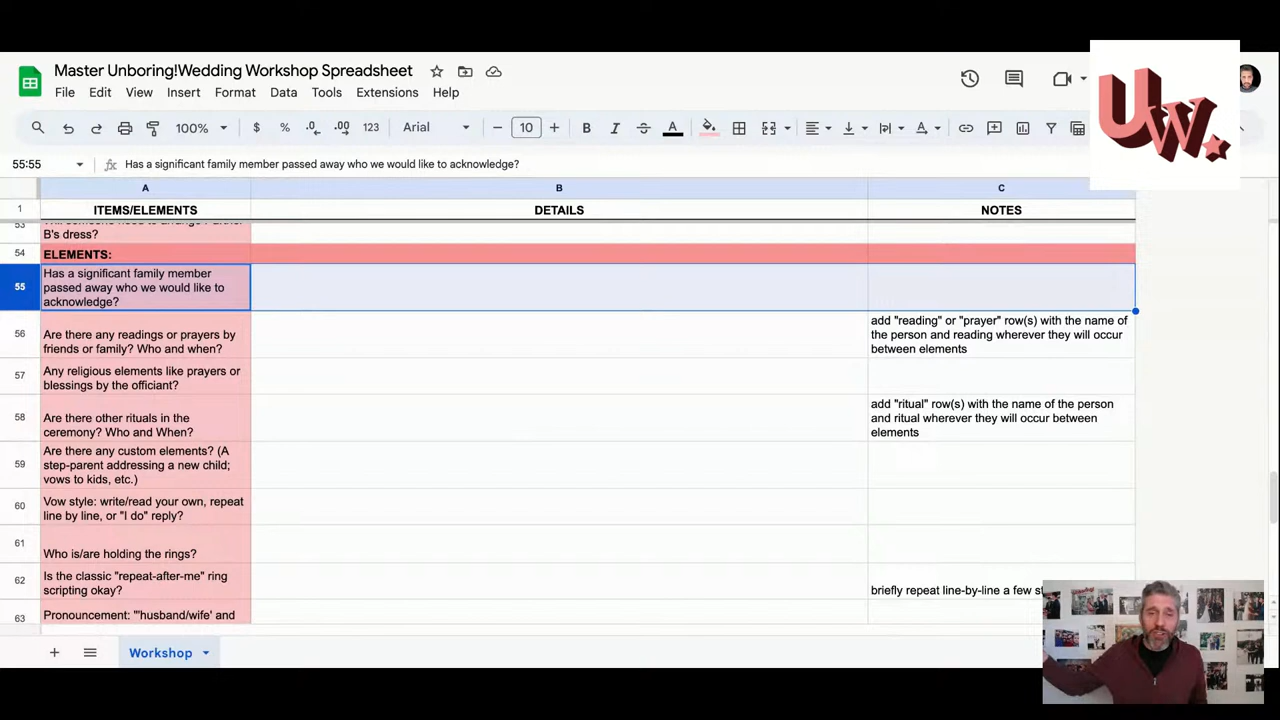 Master Unboring!Wedding Workshop Spreadsheet
File Edit View Insert Format Data Tools Extensions Help
100% $ % .0 .00 123 Arial 10 B I S A A
55:55 fx Has a significant family member passed away who we would like to acknowledge?
A B C
1 ITEMS/ELEMENTS DETAILS NOTES
53
B's dress?
54 ELEMENTS:
55 Has a significant family member
passed away who we would like to
acknowledge?
56 Are there any readings or prayers by
friends or family? Who and when?
add "reading" or "prayer" row(s) with the name of
the person and reading wherever they will occur
between elements
57 Any religious elements like prayers or
blessings by the officiant?
58 Are there other rituals in the
ceremony? Who and When?
add "ritual" row(s) with the name of the person
and ritual wherever they will occur between
elements
59 Are there any custom elements? (A
step-parent addressing a new child;
vows to kids, etc.)
60 Vow style: write/read your own, repeat
line by line, or "I do" reply?
61 Who is/are holding the rings?
62 Is the classic "repeat-after-me" ring
scripting okay?
briefly repeat line-by-line a few
63 Pronouncement: "'husband/wife' and
Workshop
UW